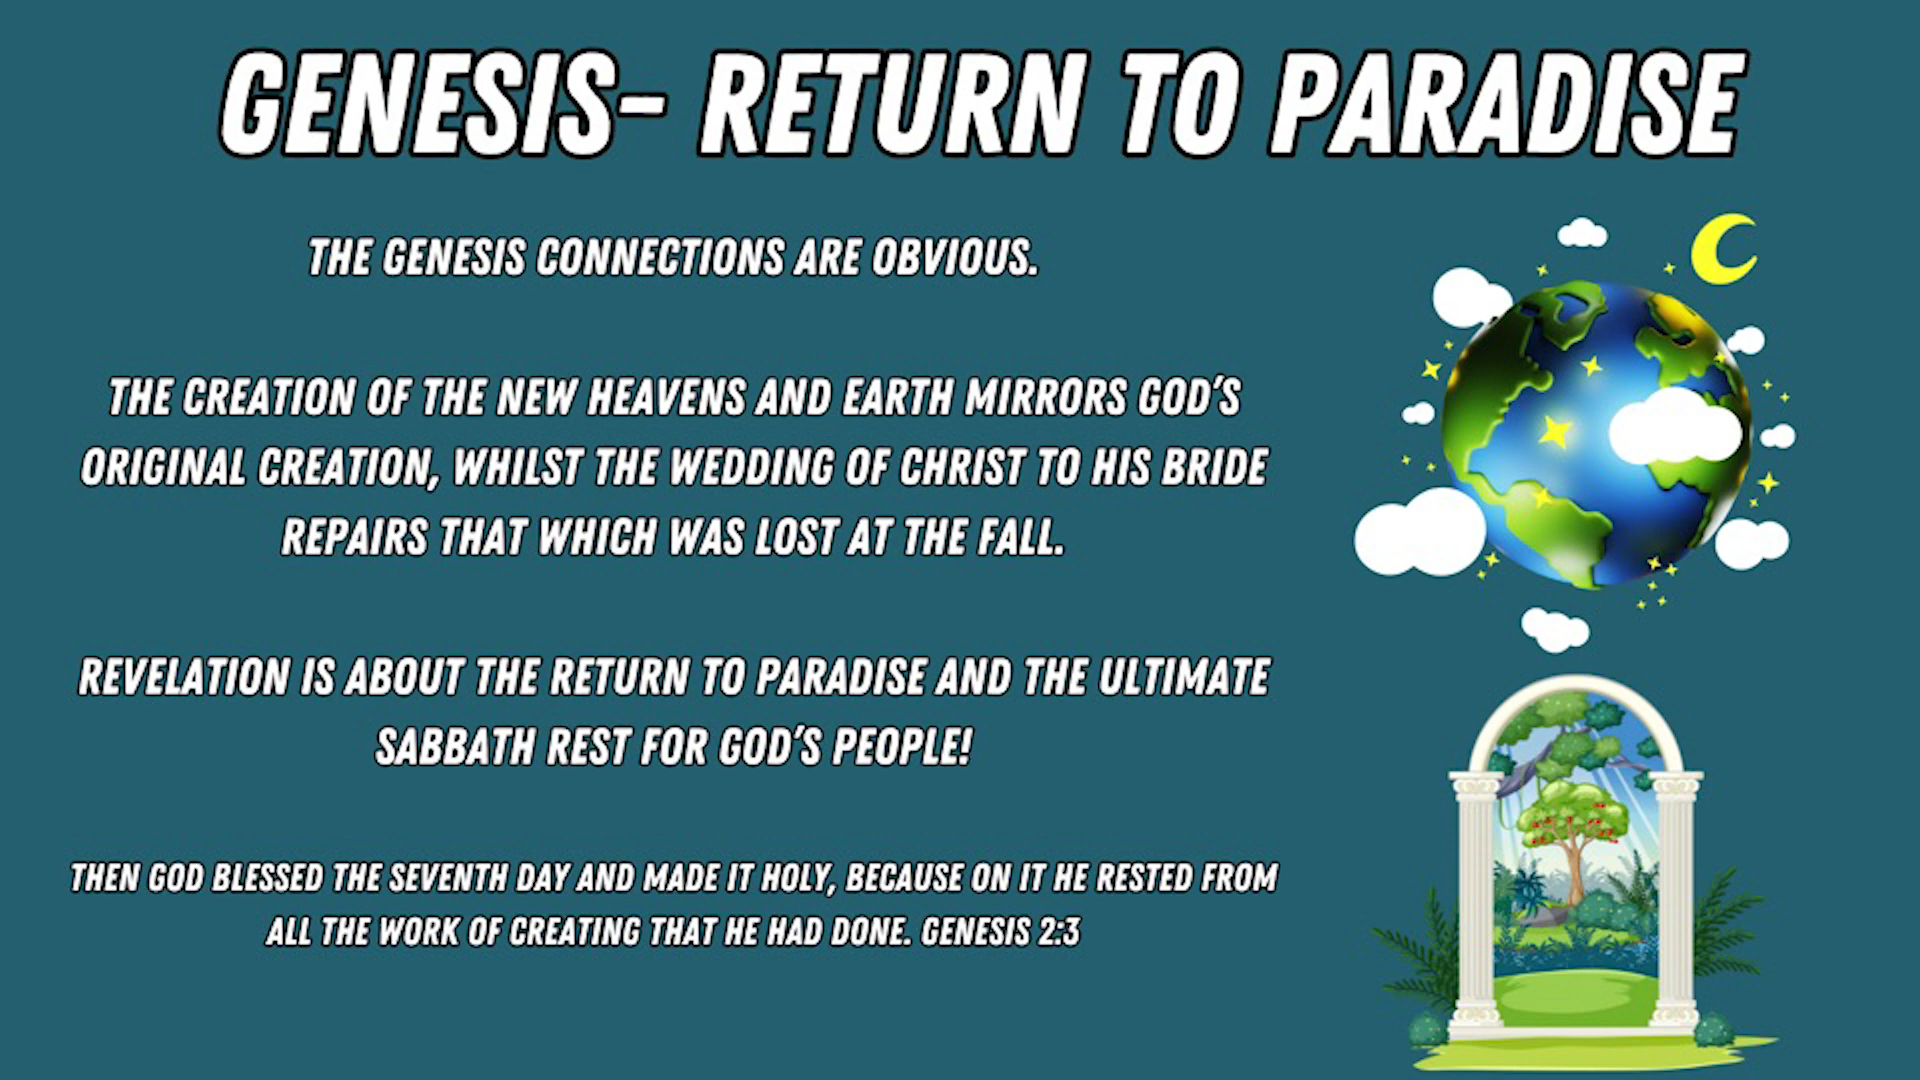 GENESIS- RETURN TO PARADISE
THE GENESIS CONNECTIONS ARE OBVIOUS.
THE CREATION OF THE NEW HEAVENS AND EARTH MIRRORS GOD'S
ORIGINAL CREATION, WHILST THE WEDDING OF CHRIST TO HIS BRIDE
REPAIRS THAT WHICH WAS LOST AT THE FALL.
REVELATION IS ABOUT THE RETURN TO PARADISE AND THE ULTIMATE
SABBATH REST FOR GOD'S PEOPLE!
THEN GOD BLESSED THE SEVENTH DAY AND MADE IT HOLY, BECAUSE ON IT HE RESTED FROM
ALL THE WORK OF CREATING THAT HE HAD DONE. GENESIS 2:3